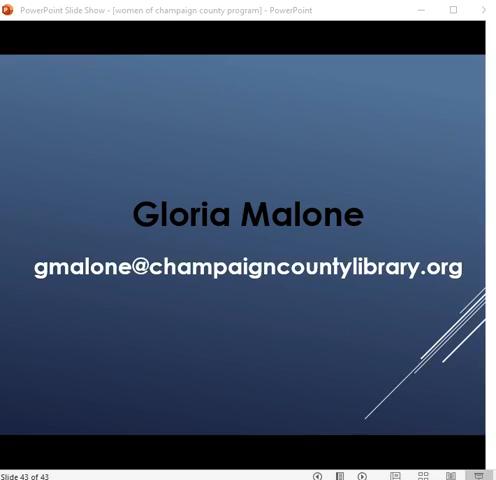 PowerPoint Slide Show - [women of champaign county program] - PowerPoint
Gloria Malone
gmalone@champaigncountylibrary.org
Slide 43 of 43